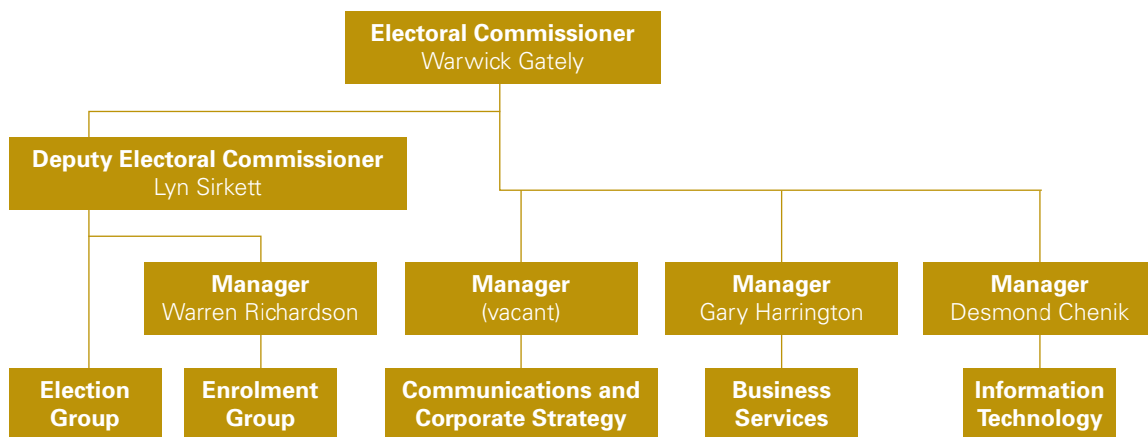 Electoral Commissioner
Warwick Gately
Deputy Electoral Commissioner
Lyn Sirkett
Manager
Warren Richardson
Manager
(vacant)
Manager
Gary Harrington
Manager
Desmond Chenik
Election
Group
Enrolment
Group
Communications and
Corporate Strategy
Business
Services
Information
Technology